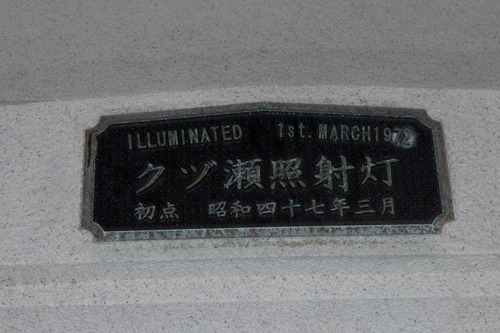 ILLUMINATED 1st. MARCH1972
クヅ瀬照射灯
初点 昭和四十七年三月